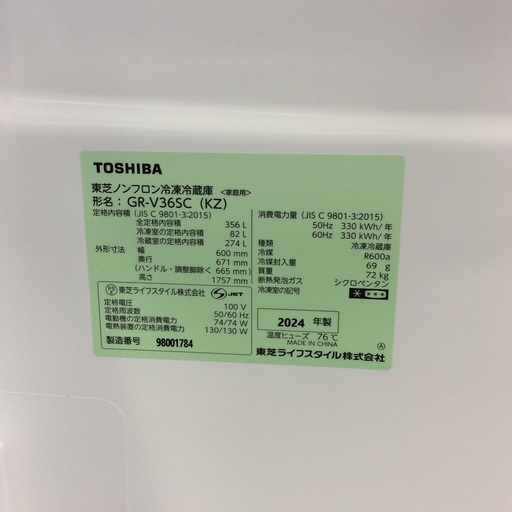 TOSHIBA
東芝ノンフロン冷凍冷蔵庫 <家庭用>
形名：GR-V36SC (KZ)
定格内容積 (JIS C 9801-3:2015)
全定格内容積 356 L
冷凍室の定格内容積 82 L
冷蔵室の定格内容積 274 L
外形寸法 幅 600 mm
奥行 671 mm
(ハンドル・調整脚除く 665 mm)
高さ 1757 mm
東芝ライフスタイル株式会社 JET
定格電圧 100 V
定格周波数 50/60 Hz
電動機の定格消費電力 74/74 W
電熱装置の定格消費電力 130/130 W
製造番号 98001784
消費電力量 (JIS C 9801-3:2015)
50Hz 330 kWh/年
60Hz 330 kWh/年
種類 冷凍冷蔵庫
冷媒 R600a
冷媒封入量 69 g
質量 72 kg
断熱発泡ガス シクロペンタン
冷凍室の記号
2024 年製
温度ヒューズ 76℃
MADE IN CHINA
東芝ライフスタイル株式会社 Ⓐ